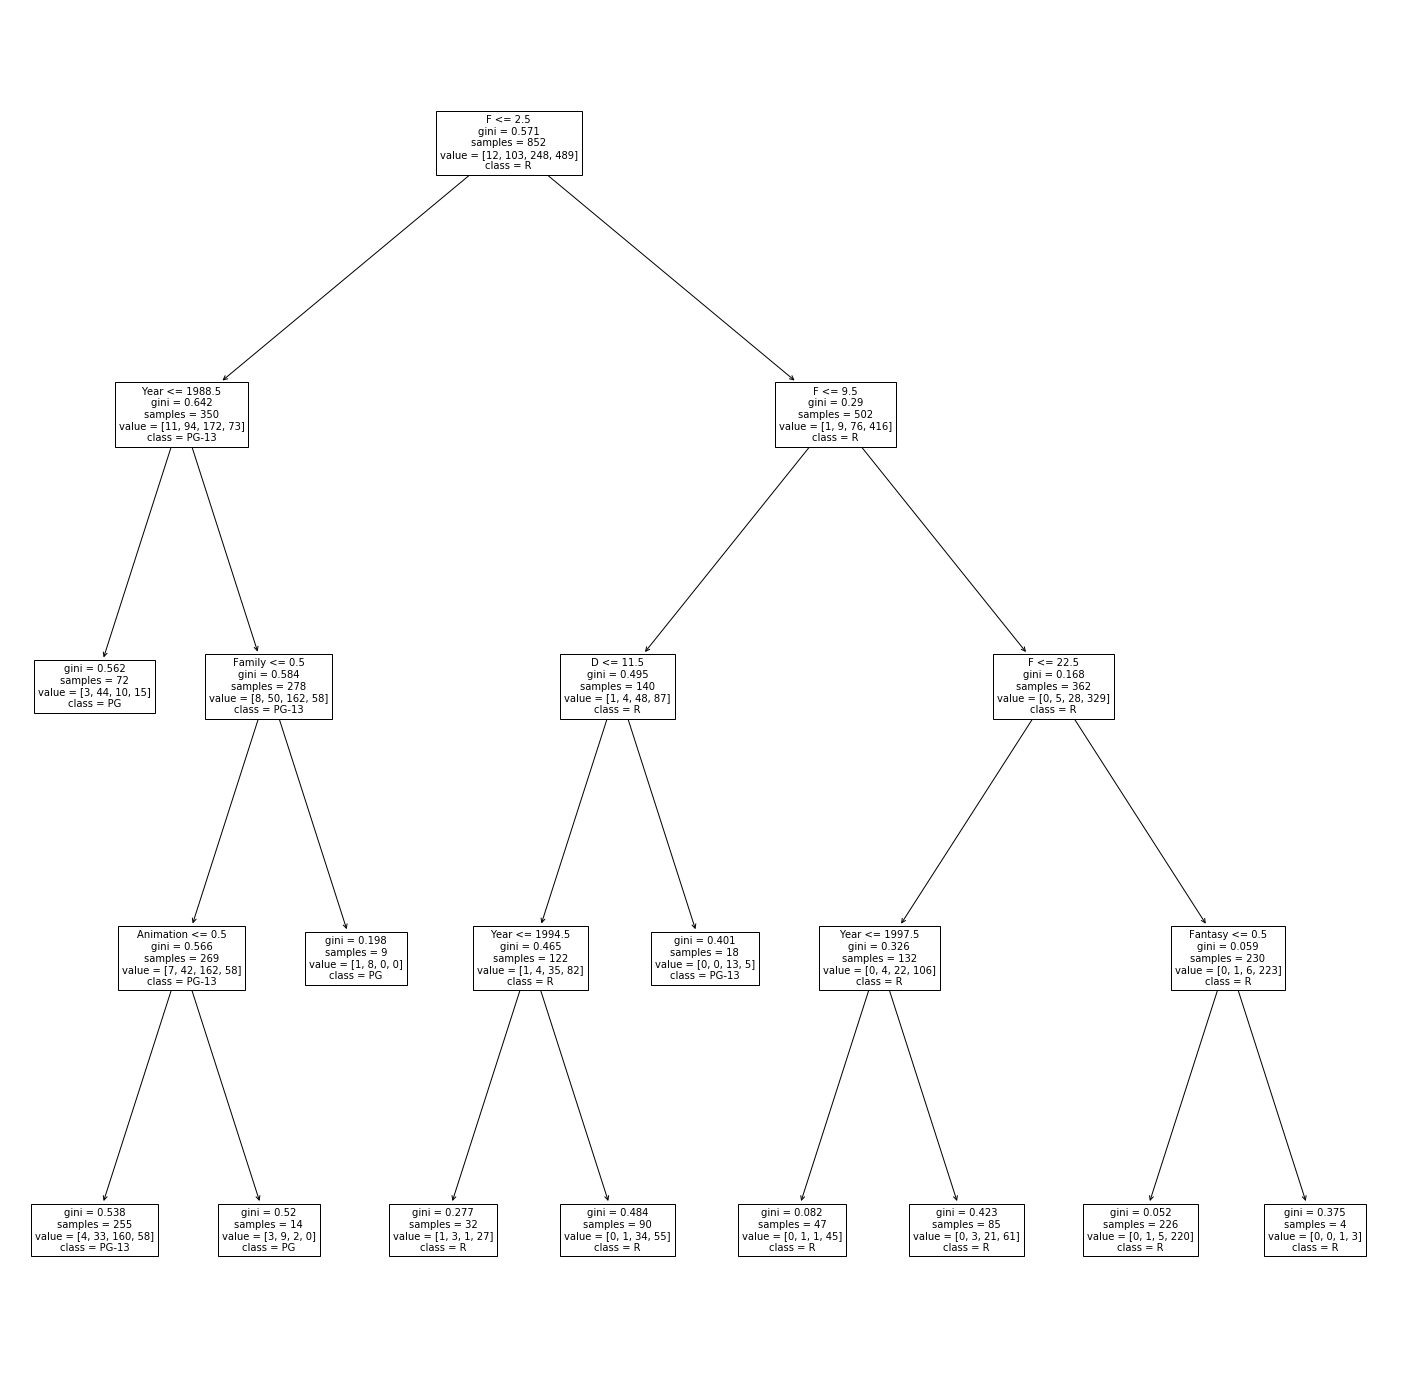 F <= 2.5
gini = 0.571
samples = 852
value = [12, 103, 248, 489]
class = R
Year <= 1988.5
gini = 0.642
samples = 350
value = [11, 94, 172, 73]
class = PG-13
F <= 9.5
gini = 0.29
samples = 502
value = [1, 9, 76, 416]
class = R
gini = 0.562
samples = 72
value = [3, 44, 10, 15]
class = PG
Family <= 0.5
gini = 0.584
samples = 278
value = [8, 50, 162, 58]
class = PG-13
D <= 11.5
gini = 0.495
samples = 140
value = [1, 4, 48, 87]
class = R
F <= 22.5
gini = 0.168
samples = 362
value = [0, 5, 28, 329]
class = R
Animation <= 0.5
gini = 0.566
samples = 269
value = [7, 42, 162, 58]
class = PG-13
gini = 0.198
samples = 9
value = [1, 8, 0, 0]
class = PG
Year <= 1994.5
gini = 0.465
samples = 122
value = [1, 4, 35, 82]
class = R
gini = 0.401
samples = 18
value = [0, 0, 13, 5]
class = PG-13
Year <= 1997.5
gini = 0.326
samples = 132
value = [0, 4, 22, 106]
class = R
Fantasy <= 0.5
gini = 0.059
samples = 230
value = [0, 1, 6, 223]
class = R
gini = 0.538
samples = 255
value = [4, 33, 160, 58]
class = PG-13
gini = 0.52
samples = 14
value = [3, 9, 2, 0]
class = PG
gini = 0.277
samples = 32
value = [1, 3, 1, 27]
class = R
gini = 0.484
samples = 90
value = [0, 1, 34, 55]
class = R
gini = 0.082
samples = 47
value = [0, 1, 1, 45]
class = R
gini = 0.423
samples = 85
value = [0, 3, 21, 61]
class = R
gini = 0.052
samples = 226
value = [0, 1, 5, 220]
class = R
gini = 0.375
samples = 4
value = [0, 0, 1, 3]
class = R